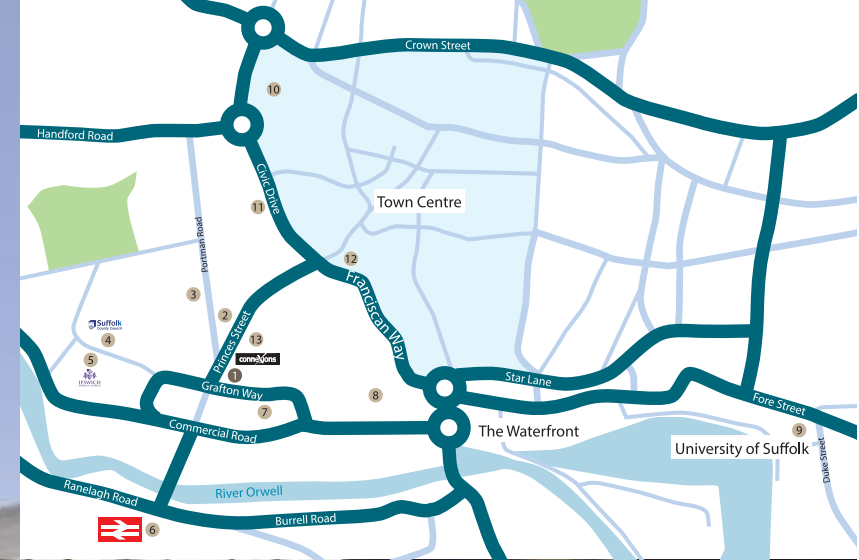 Crown Street
10
Handford Road
Civic Drive
11
Town Centre
Portman Road
12
Franciscan Way
3
2
Princes Street
13
Suffolk
County Council
4
connexions
5
1
IPSWICH
Grafton Way
8
Star Lane
7
Fore Street
Commercial Road
The Waterfront
9
University of Suffolk
Duke Street
Ranelagh Road
River Orwell
Burrell Road
6